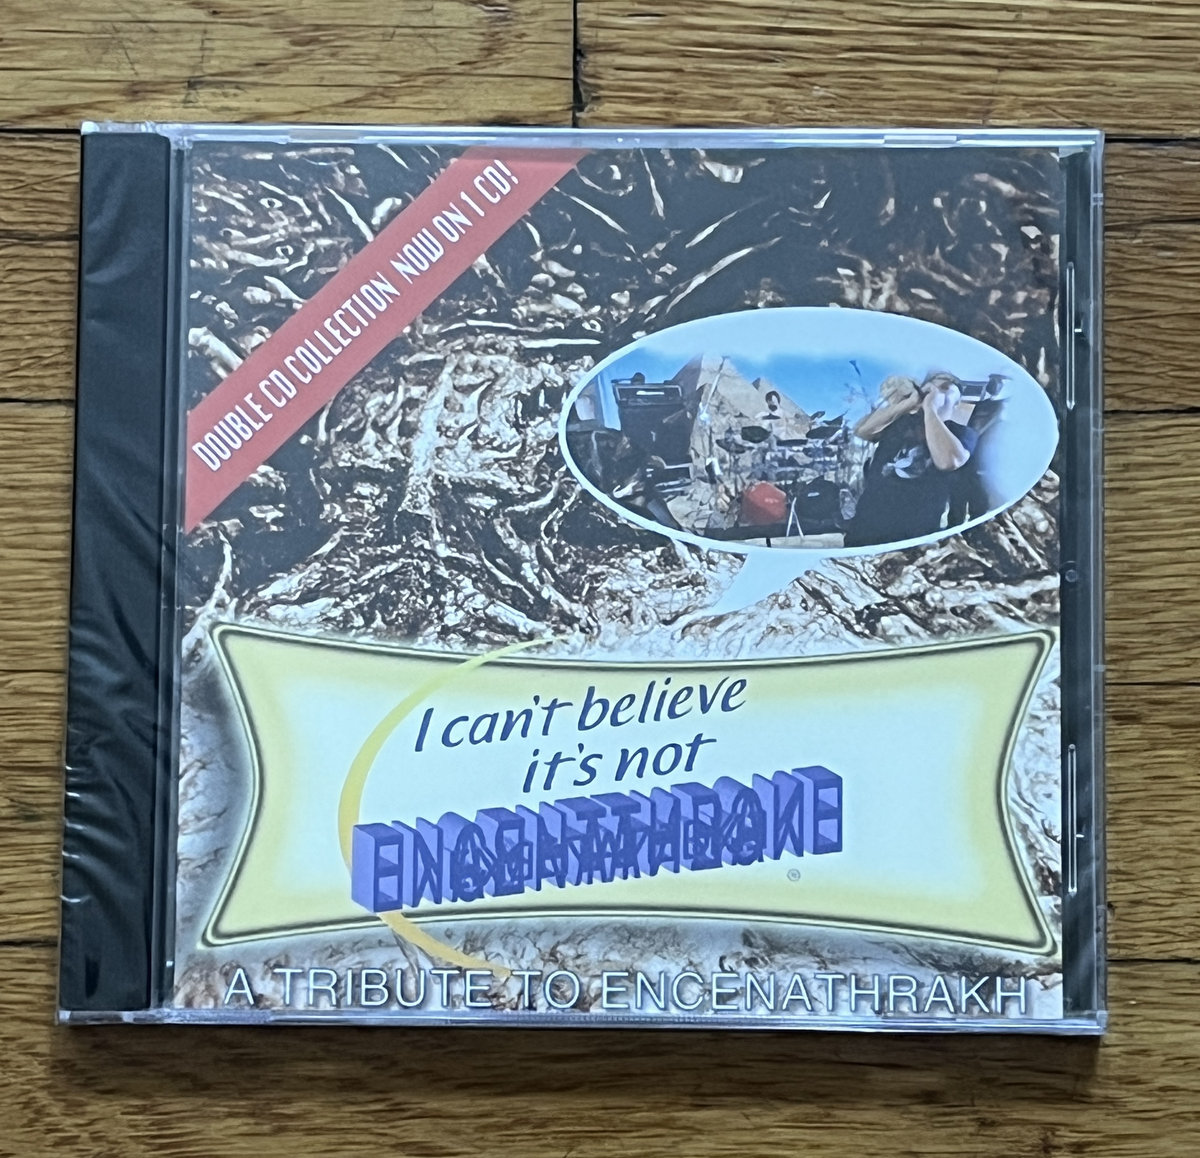 DOUBLE CD COLLECTION NOW ON 1 CD!
I can't believe
it's not
®
A TRIBUTE TO ENCENATHRAKH